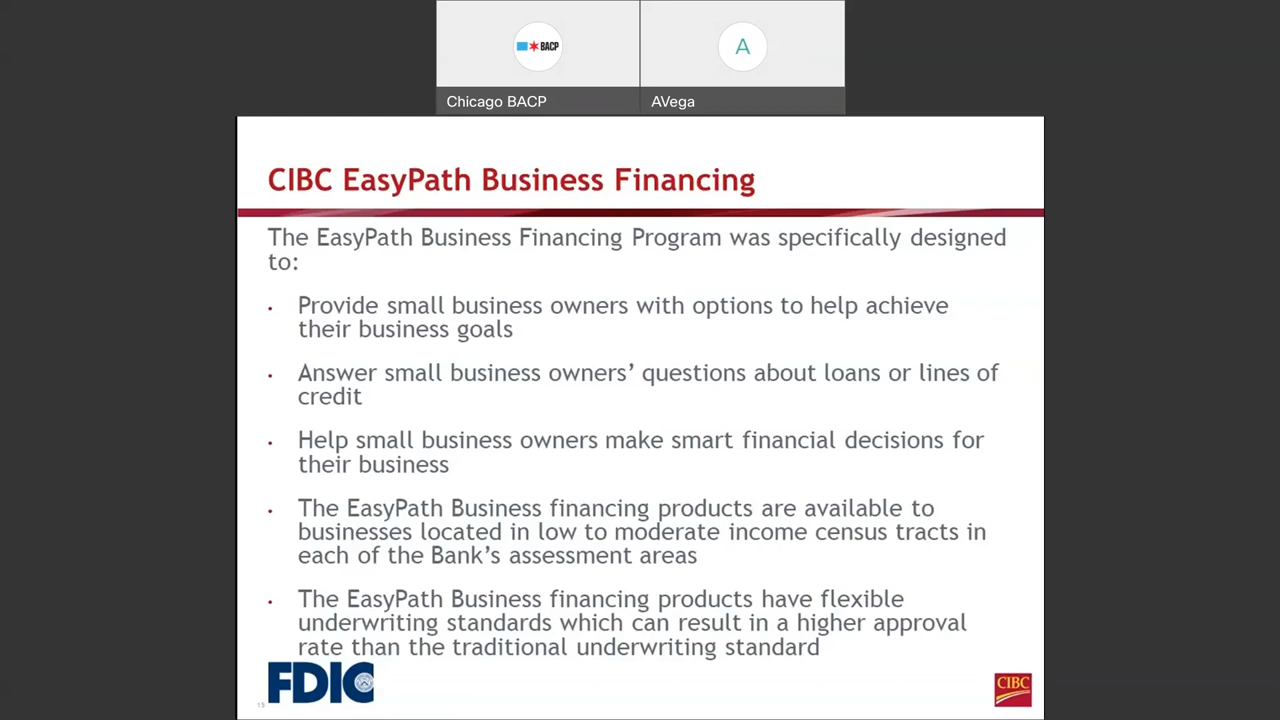 BACP
A
Chicago BACP
AVega
CIBC EasyPath Business Financing
The EasyPath Business Financing Program was specifically designed
to:
• Provide small business owners with options to help achieve
their business goals
• Answer small business owners’ questions about loans or lines of
credit
• Help small business owners make smart financial decisions for
their business
• The EasyPath Business financing products are available to
businesses located in low to moderate income census tracts in
each of the Bank’s assessment areas
• The EasyPath Business financing products have flexible
underwriting standards which can result in a higher approval
rate than the traditional underwriting standard
FDIC
CIBC